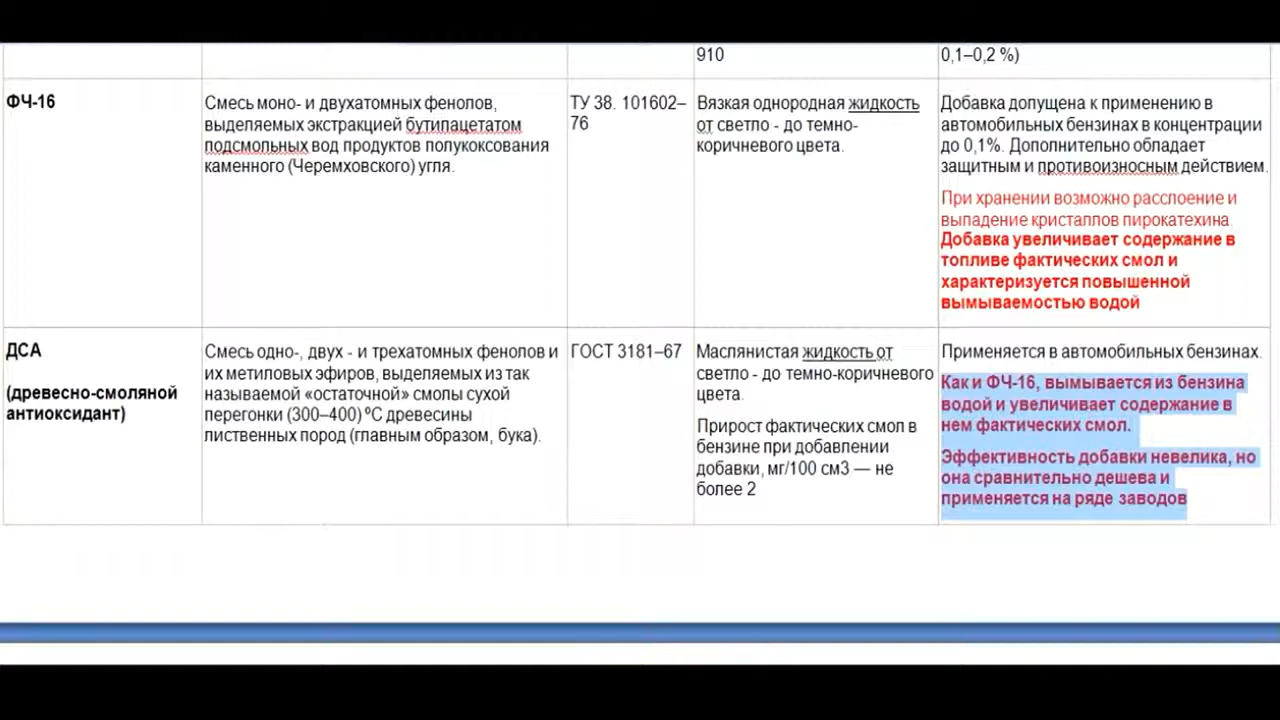 910
0,1–0,2 %)
ФЧ-16
Смесь моно- и двухатомных фенолов,
выделяемых экстракцией бутипацетатом
подсмольных вод продуктов полукоксования
каменного (Черемховского) угля.
ТУ 38. 101602–
76
Вязкая однородная жидкость
от светло - до темно-
коричневого цвета.
Добавка допущена к применению в
автомобильных бензинах в концентрации
до 0,1%. Дополнительно обладает
защитным и противоизносным действием.
При хранении возможно расслоение и
выпадение кристаллов пирокатехина.
Добавка увеличивает содержание в
топливе фактических смол и
характеризуется повышенной
вымываемостью водой
ДСА
(древесно-смоляной
антиоксидант)
Смесь одно-, двух - и трехатомных фенолов и
их метиловых эфиров, выделяемых из так
называемой «остаточной» смолы сухой
перегонки (300–400) ºС древесины
лиственных пород (главным образом, бука).
ГОСТ 3181–67
Маслянистая жидкость от
светло - до темно-коричневого
цвета.
Прирост фактических смол в
бензине при добавлении
добавки, мг/100 см3 — не
более 2
Применяется в автомобильных бензинах.
Как и ФЧ-16, вымывается из бензина
водой и увеличивает содержание в
нем фактических смол.
Эффективность добавки невелика, но
она сравнительно дешева и
применяется на ряде заводов